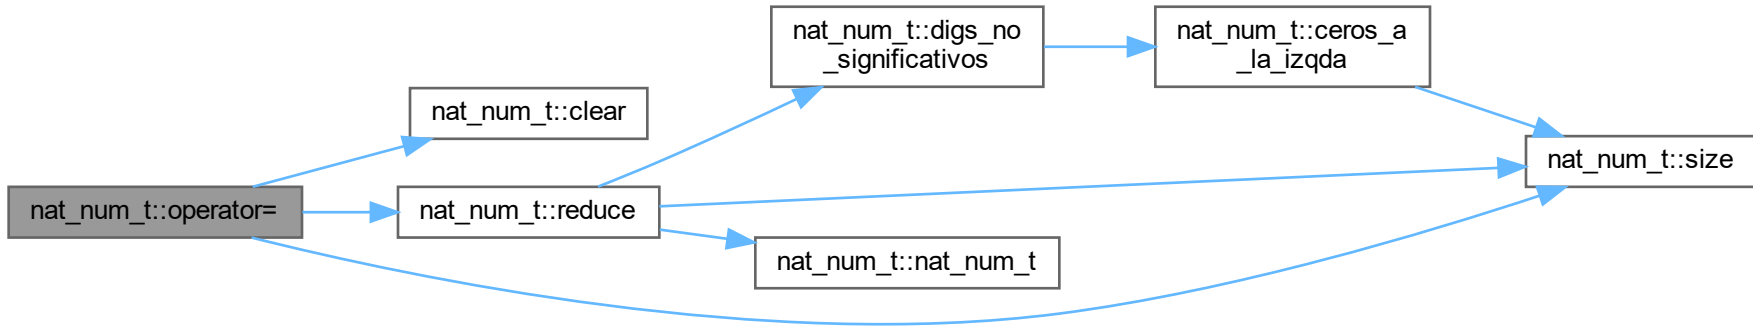 nat_num_t::operator=
nat_num_t::clear
nat_num_t::reduce
nat_num_t::digs_no
_significativos
nat_num_t::nat_num_t
nat_num_t::ceros_a
_la_izqda
nat_num_t::size